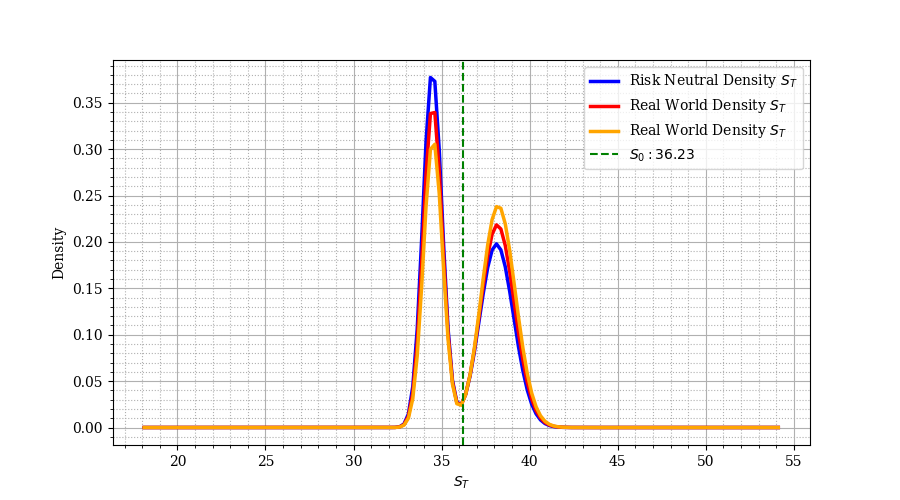 Risk Neutral Density S_T
Real World Density S_T
Real World Density S_T
S_0 : 36.23
Density
0.35
0.30
0.25
0.20
0.15
0.10
0.05
0.00
20 25 30 35 40 45 50 55
S_T